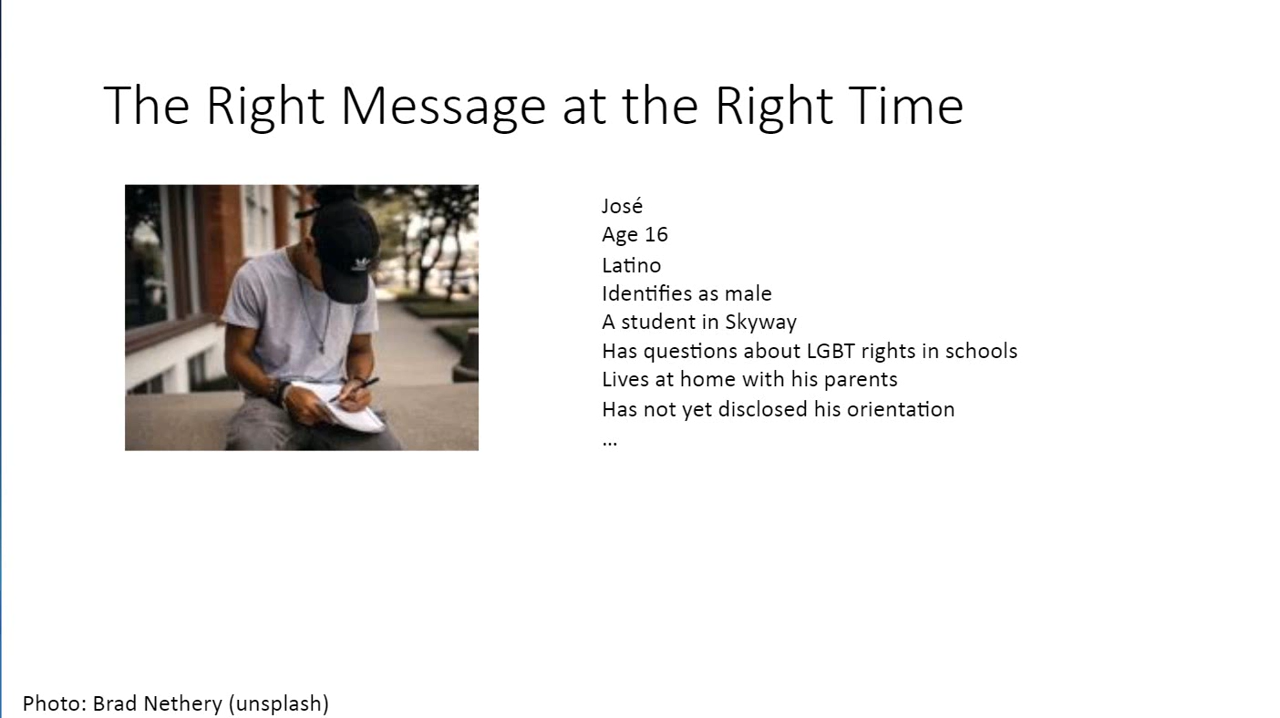 The Right Message at the Right Time
José
Age 16
Latino
Identifies as male
A student in Skyway
Has questions about LGBT rights in schools
Lives at home with his parents
Has not yet disclosed his orientation
...
Photo: Brad Nethery (unsplash)